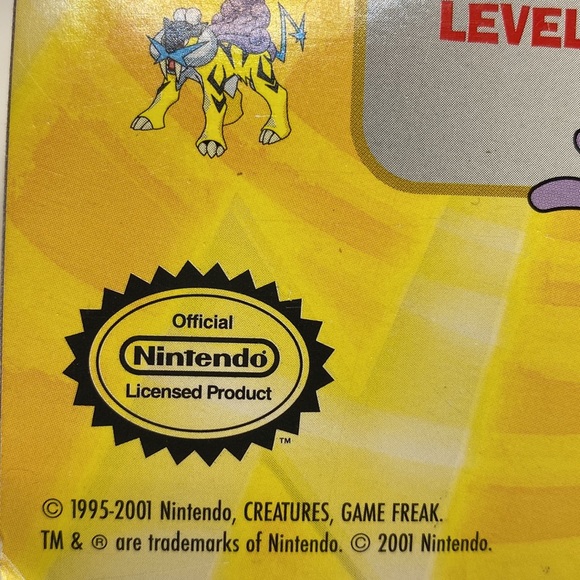 LEVEL
Official
Nintendo
Licensed Product
™
© 1995-2001 Nintendo, CREATURES, GAME FREAK.
TM & ® are trademarks of Nintendo. © 2001 Nintendo.